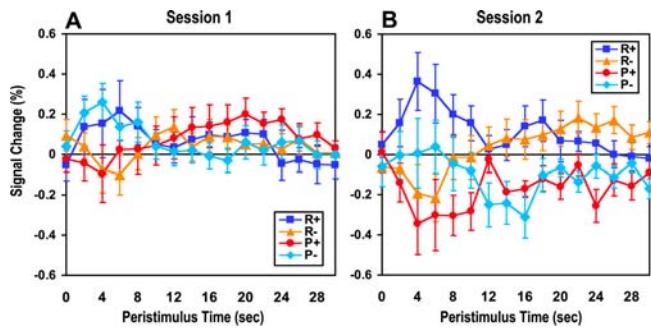 A
Session 1
Signal Change (%)
0.6
0.4
0.2
0
-0.2
-0.4
-0.6
0 4 8 12 16 20 24 28
Peristimulus Time (sec)
R+
R-
P+
P-
B
Session 2
0.6
0.4
0.2
0
-0.2
-0.4
-0.6
0 4 8 12 16 20 24 28
Peristimulus Time (sec)
R+
R-
P+
P-